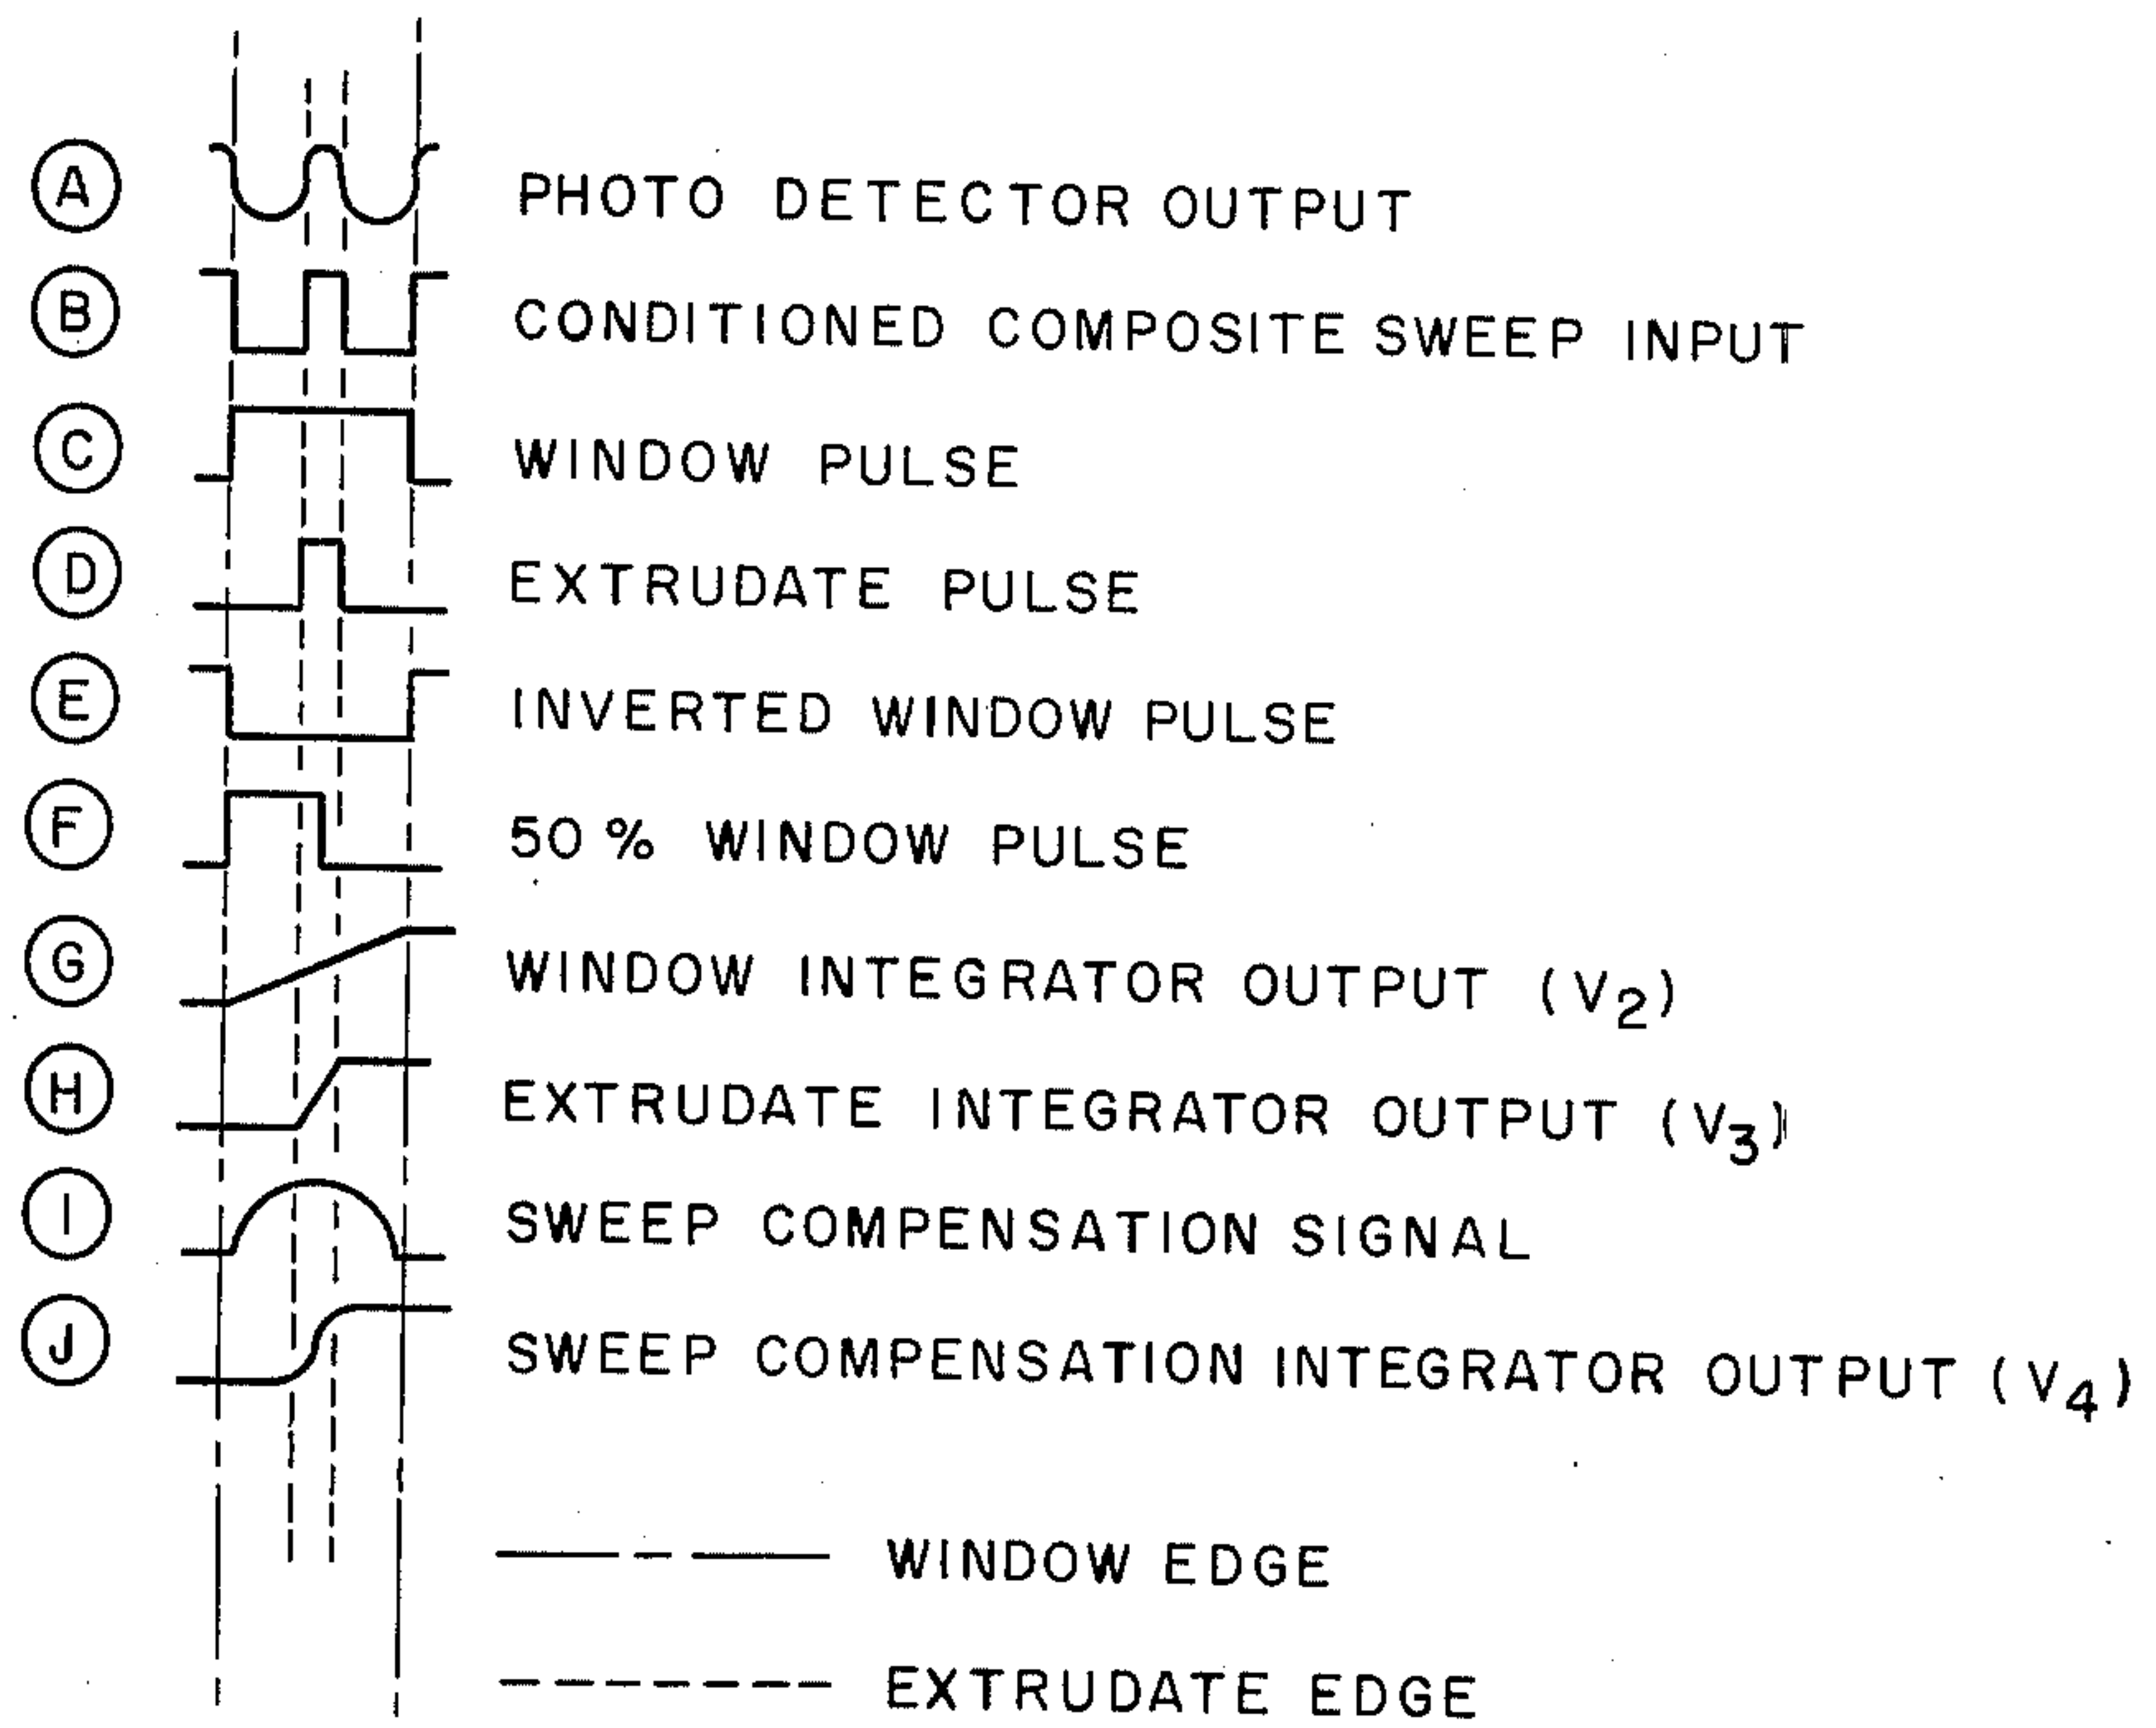 A PHOTO DETECTOR OUTPUT
B CONDITIONED COMPOSITE SWEEP INPUT
C WINDOW PULSE
D EXTRUDATE PULSE
E INVERTED WINDOW PULSE
F 50% WINDOW PULSE
G WINDOW INTEGRATOR OUTPUT (V2)
H EXTRUDATE INTEGRATOR OUTPUT (V3)
I SWEEP COMPENSATION SIGNAL
J SWEEP COMPENSATION INTEGRATOR OUTPUT (V4)
WINDOW EDGE
EXTRUDATE EDGE